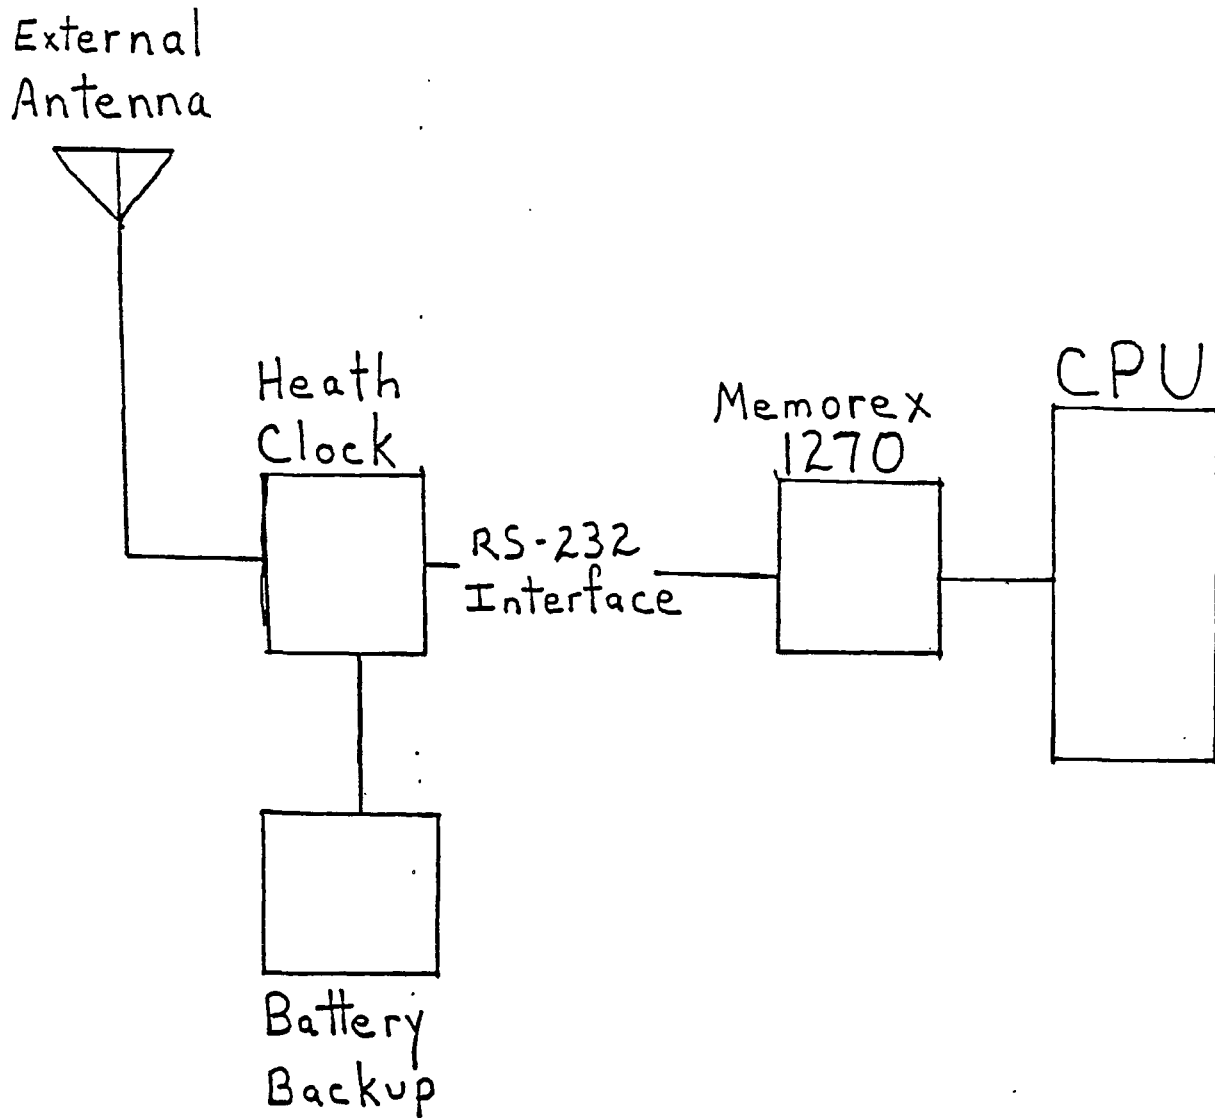 External
Antenna
Heath
Clock
RS-232
Interface
Memorex
1270
CPU
Battery
Backup